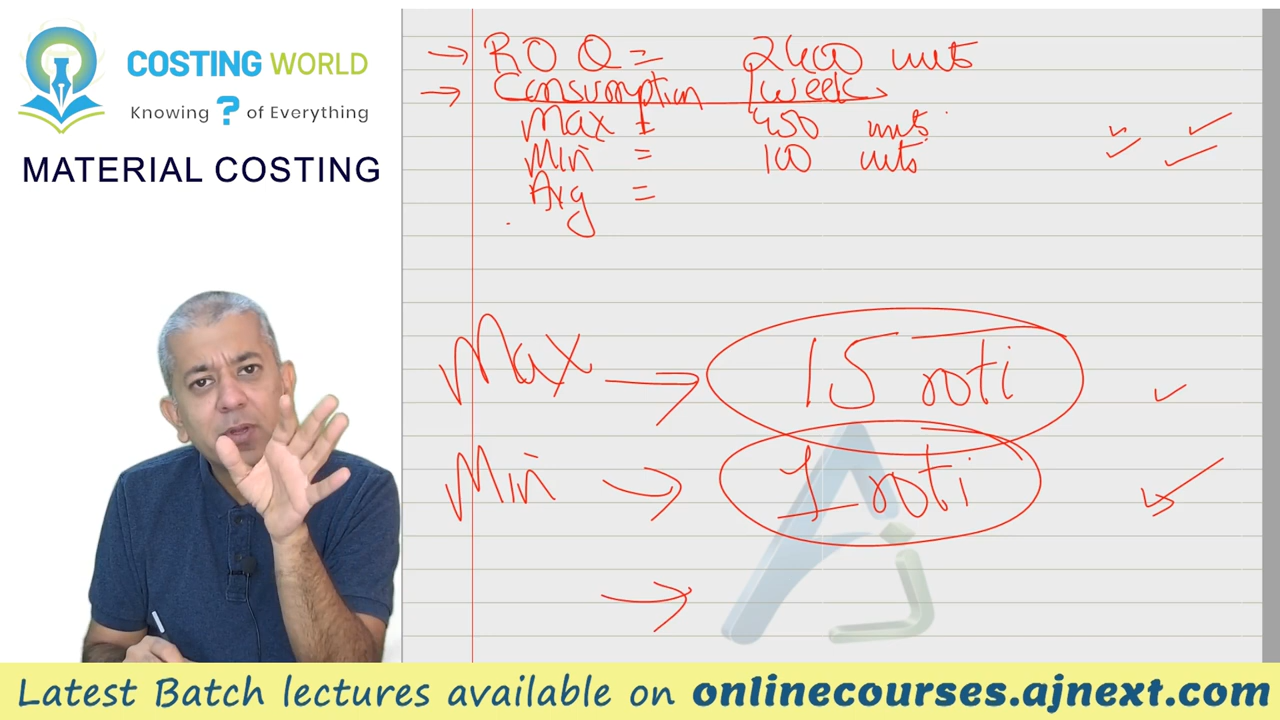 COSTING WORLD
Knowing ? of Everything
MATERIAL COSTING
→ ROQ = 2400 units
→ Consumption / week
Max = 450 units
Min = 100 units
Avg =
Max → 15 roti
Min → 1 roti
→
Latest Batch lectures available on onlinecourses.ajnext.com